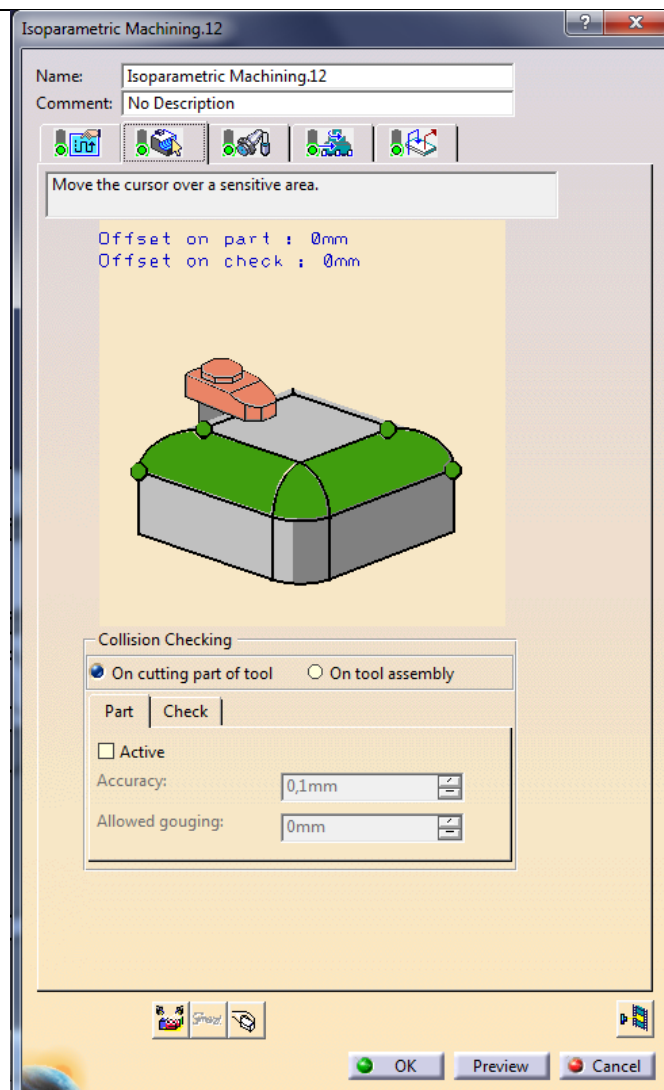 Isoparametric Machining.12
Name: Isoparametric Machining.12
Comment: No Description
Move the cursor over a sensitive area.
Offset on part : 0mm
Offset on check : 0mm
Collision Checking
On cutting part of tool On tool assembly
Part Check
Active
Accuracy: 0,1mm
Allowed gouging: 0mm
OK Preview Cancel